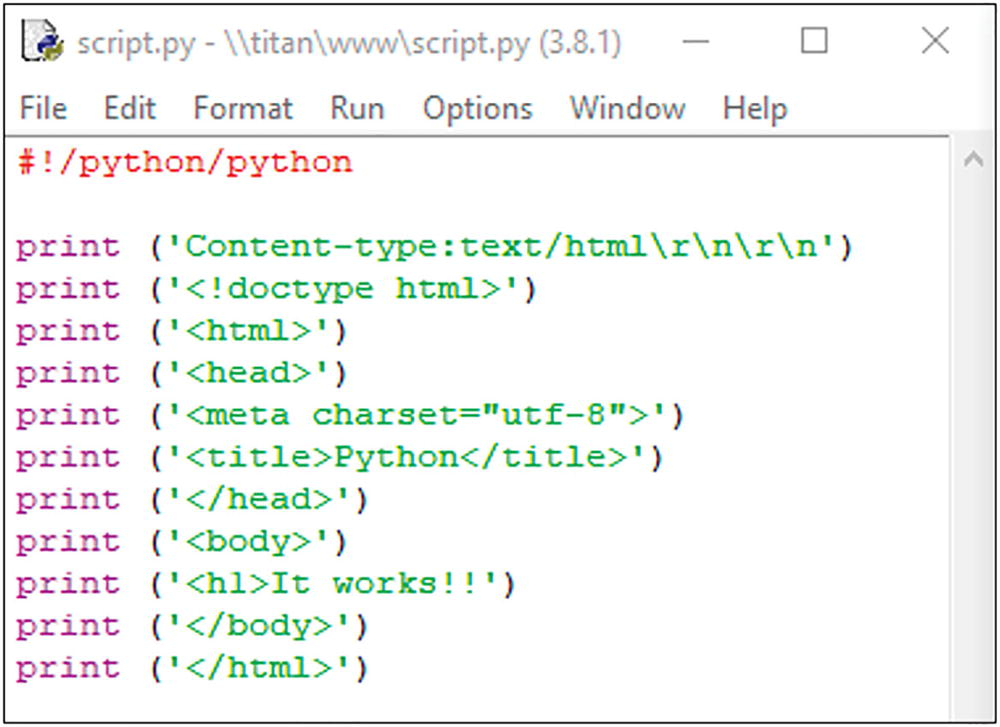 script.py - \\titan\www\script.py (3.8.1)
File Edit Format Run Options Window Help
#!/python/python
print ('Content-type:text/html\r\n\r\n')
print ('<!doctype html>')
print ('<html>')
print ('<head>')
print ('<meta charset="utf-8">')
print ('<title>Python</title>')
print ('</head>')
print ('<body>')
print ('<h1>It works!!')
print ('</body>')
print ('</html>')